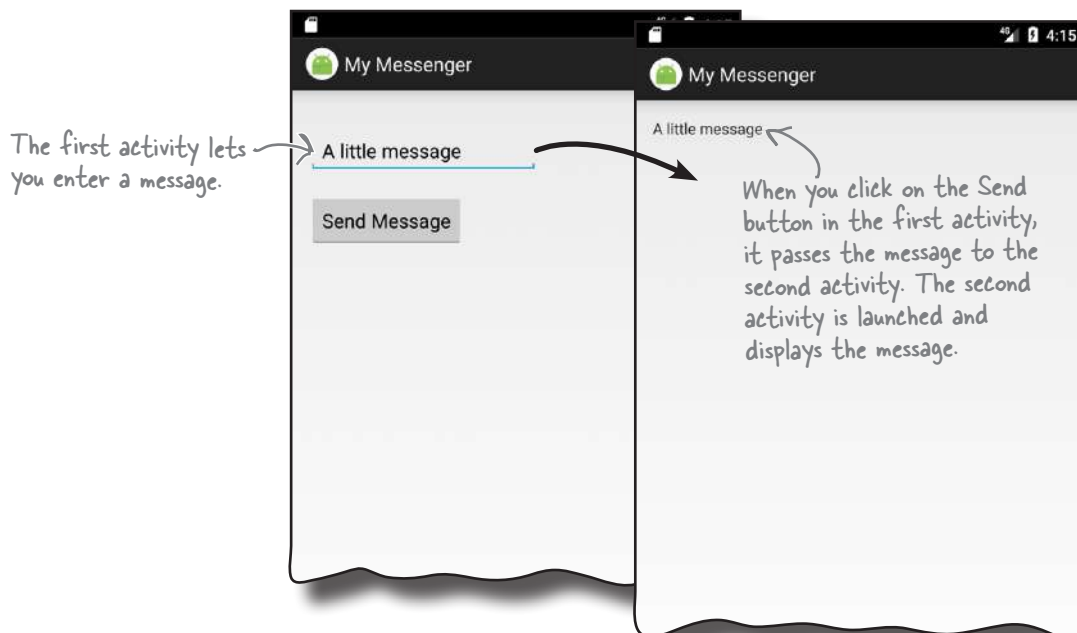 My Messenger
4G 4:15
My Messenger
The first activity lets
you enter a message.
A little message
Send Message
A little message
When you click on the Send
button in the first activity,
it passes the message to the
second activity. The second
activity is launched and
displays the message.